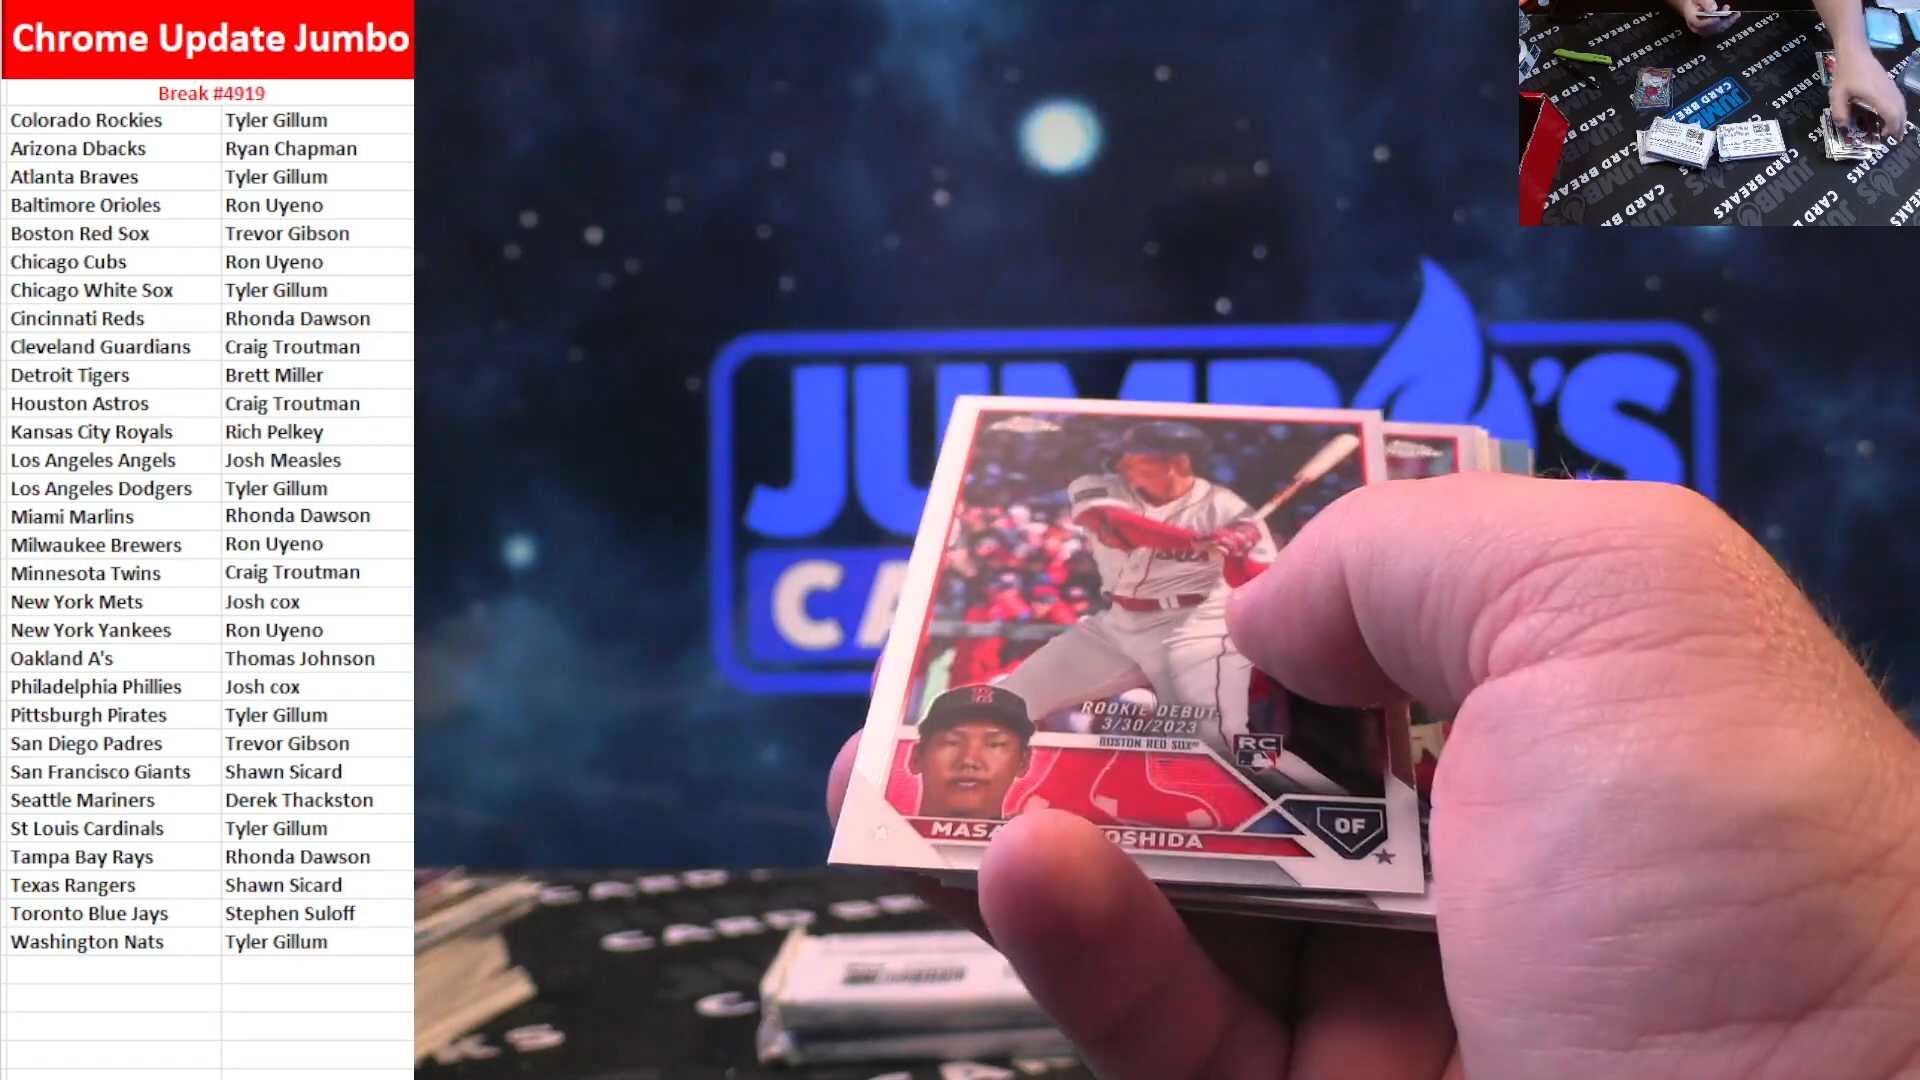 Chrome Update Jumbo
Break #4919
Colorado Rockies Tyler Gillum
Arizona Dbacks Ryan Chapman
Atlanta Braves Tyler Gillum
Baltimore Orioles Ron Uyeno
Boston Red Sox Trevor Gibson
Chicago Cubs Ron Uyeno
Chicago White Sox Tyler Gillum
Cincinnati Reds Rhonda Dawson
Cleveland Guardians Craig Troutman
Detroit Tigers Brett Miller
Houston Astros Craig Troutman
Kansas City Royals Rich Pelkey
Los Angeles Angels Josh Measles
Los Angeles Dodgers Tyler Gillum
Miami Marlins Rhonda Dawson
Milwaukee Brewers Ron Uyeno
Minnesota Twins Craig Troutman
New York Mets Josh cox
New York Yankees Ron Uyeno
Oakland A's Thomas Johnson
Philadelphia Phillies Josh cox
Pittsburgh Pirates Tyler Gillum
San Diego Padres Trevor Gibson
San Francisco Giants Shawn Sicard
Seattle Mariners Derek Thackston
St Louis Cardinals Tyler Gillum
Tampa Bay Rays Rhonda Dawson
Texas Rangers Shawn Sicard
Toronto Blue Jays Stephen Suloff
Washington Nats Tyler Gillum
CARD BREAKS
JUMBO'S
ROOKIE DEBUT
3/30/2023
BOSTON RED SOX
RC
OF
CARD